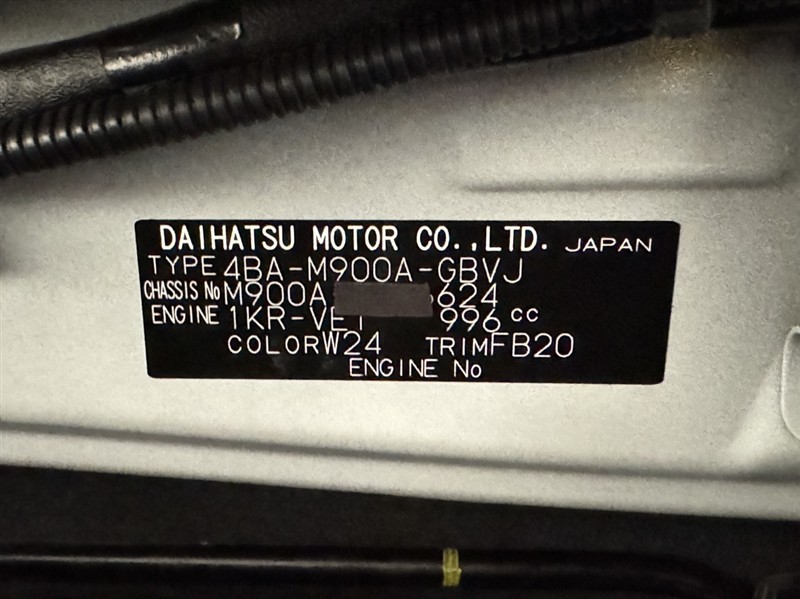 DAIHATSU MOTOR CO.,LTD. JAPAN
TYPE 4BA-M900A-GBVJ
CHASSIS No M900A 624
ENGINE 1KR-VET 996 cc
COLOR W24 TRIM FB20
ENGINE No